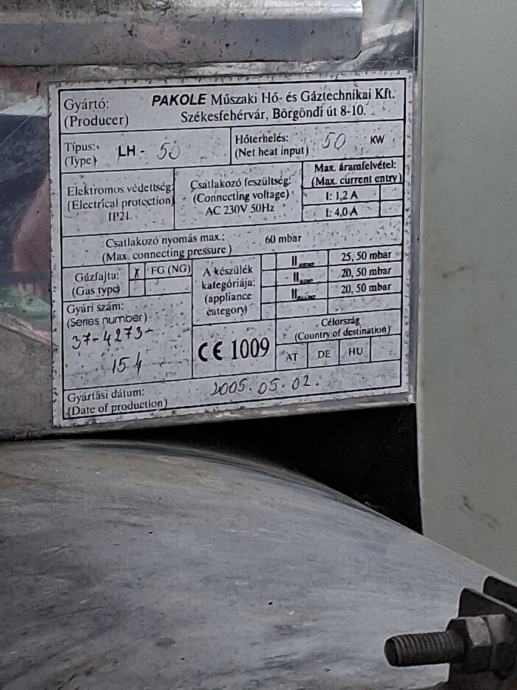 Gyártó: PAKOLE Műszaki Hő- és Gáztechnikai Kft.
(Producer) Székesfehérvár, Börgöndi út 8-10.
Típus: LH - 50
(Type)
Hőterhelés: 50 KW
(Net heat input)
Elektromos védettség
(Electrical protection)
IP21
Csatlakozó feszültség:
(Connecting voltage)
AC 230V 50Hz
Max. áramfelvétel:
(Max. current entry)
I: 1,2 A
I: 4,0 A
Csatlakozó nyomás max.: 60 mbar
(Max. connecting pressure)
Gúzfajta: X FG (NG)
(Gas type)
A készülék
kategóriája:
(appliance
category)
II 25, 50 mbar
II 20, 50 mbar
II 20, 50 mbar
Gyári szám:
(Series number)
37-4273-
154
CE 1009
Célország
(Country of destination)
AT DE HU
Gyártási dátum: 2005.05.02.
(Date of production)